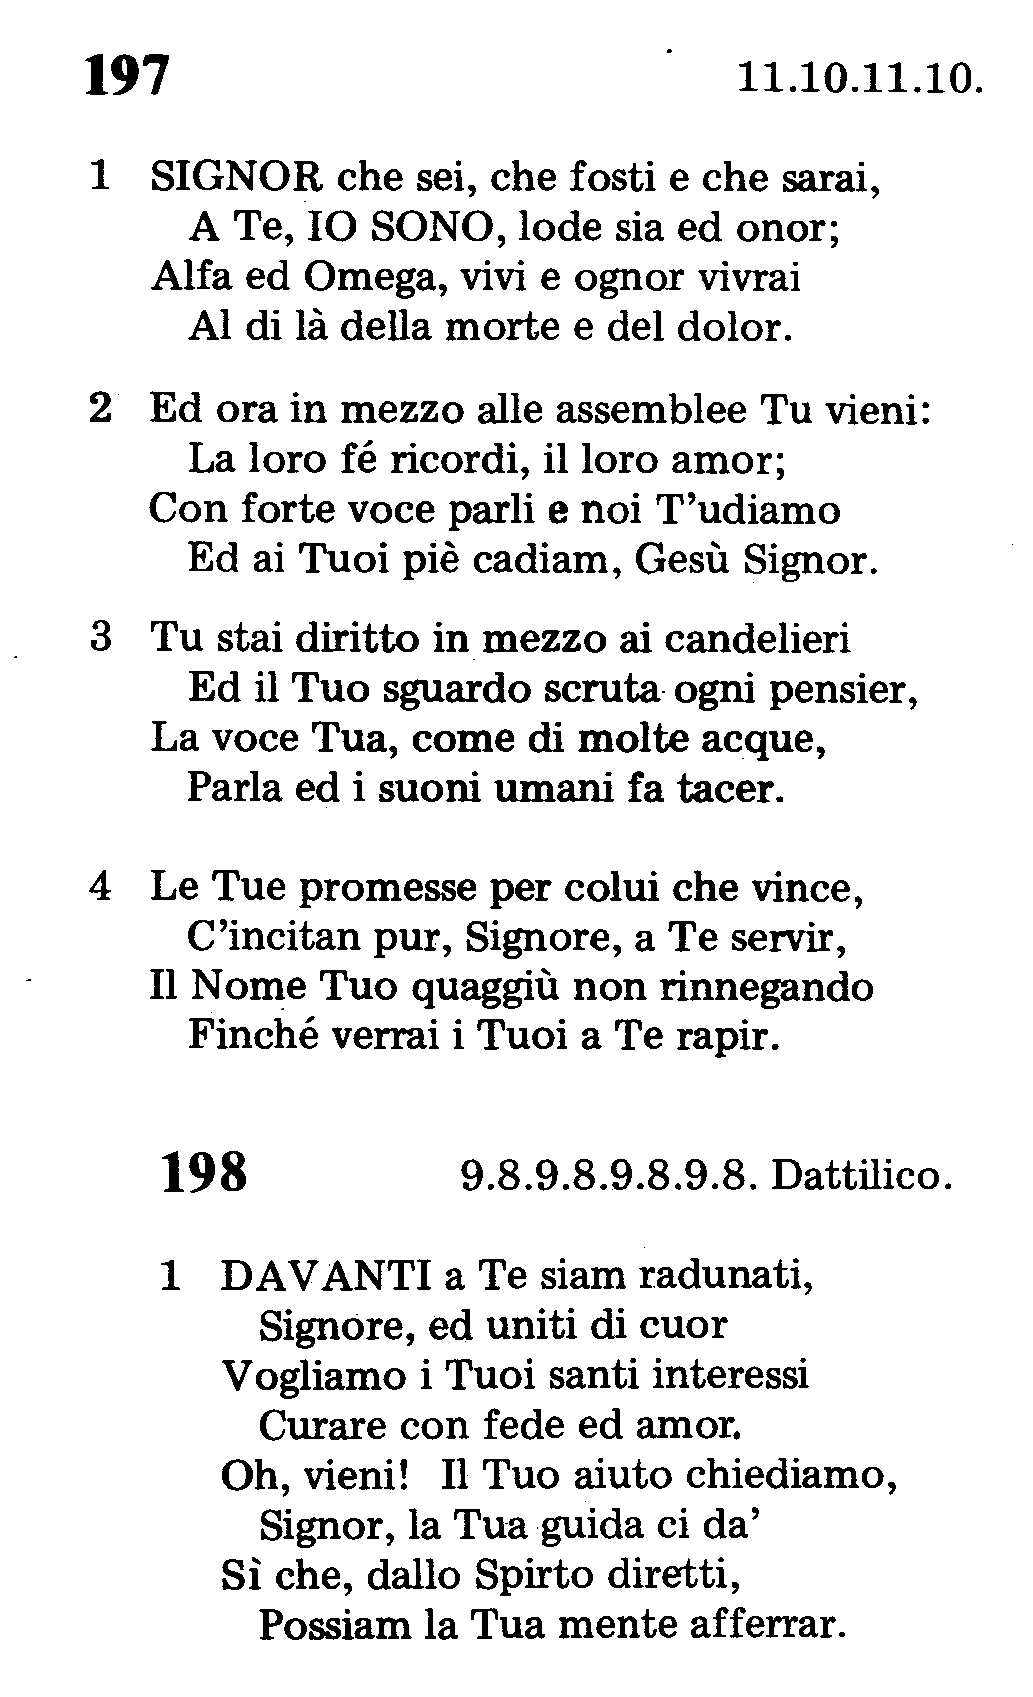 197 11.10.11.10.
1 SIGNOR che sei, che fosti e che sarai,
A Te, IO SONO, lode sia ed onor;
Alfa ed Omega, vivi e ognor vivrai
Al di là della morte e del dolor.
2 Ed ora in mezzo alle assemblee Tu vieni:
La loro fé ricordi, il loro amor;
Con forte voce parli e noi T'udiamo
Ed ai Tuoi piè cadiam, Gesù Signor.
3 Tu stai diritto in mezzo ai candelieri
Ed il Tuo sguardo scruta ogni pensier,
La voce Tua, come di molte acque,
Parla ed i suoni umani fa tacer.
4 Le Tue promesse per colui che vince,
C'incitan pur, Signore, a Te servir,
Il Nome Tuo quaggiù non rinnegando
Finché verrai i Tuoi a Te rapir.
198 9.8.9.8.9.8.9.8. Dattilico.
1 DAVANTI a Te siam radunati,
Signore, ed uniti di cuor
Vogliamo i Tuoi santi interessi
Curare con fede ed amor.
Oh, vieni! Il Tuo aiuto chiediamo,
Signor, la Tua guida ci da'
Sì che, dallo Spirto diretti,
Possiam la Tua mente afferrar.